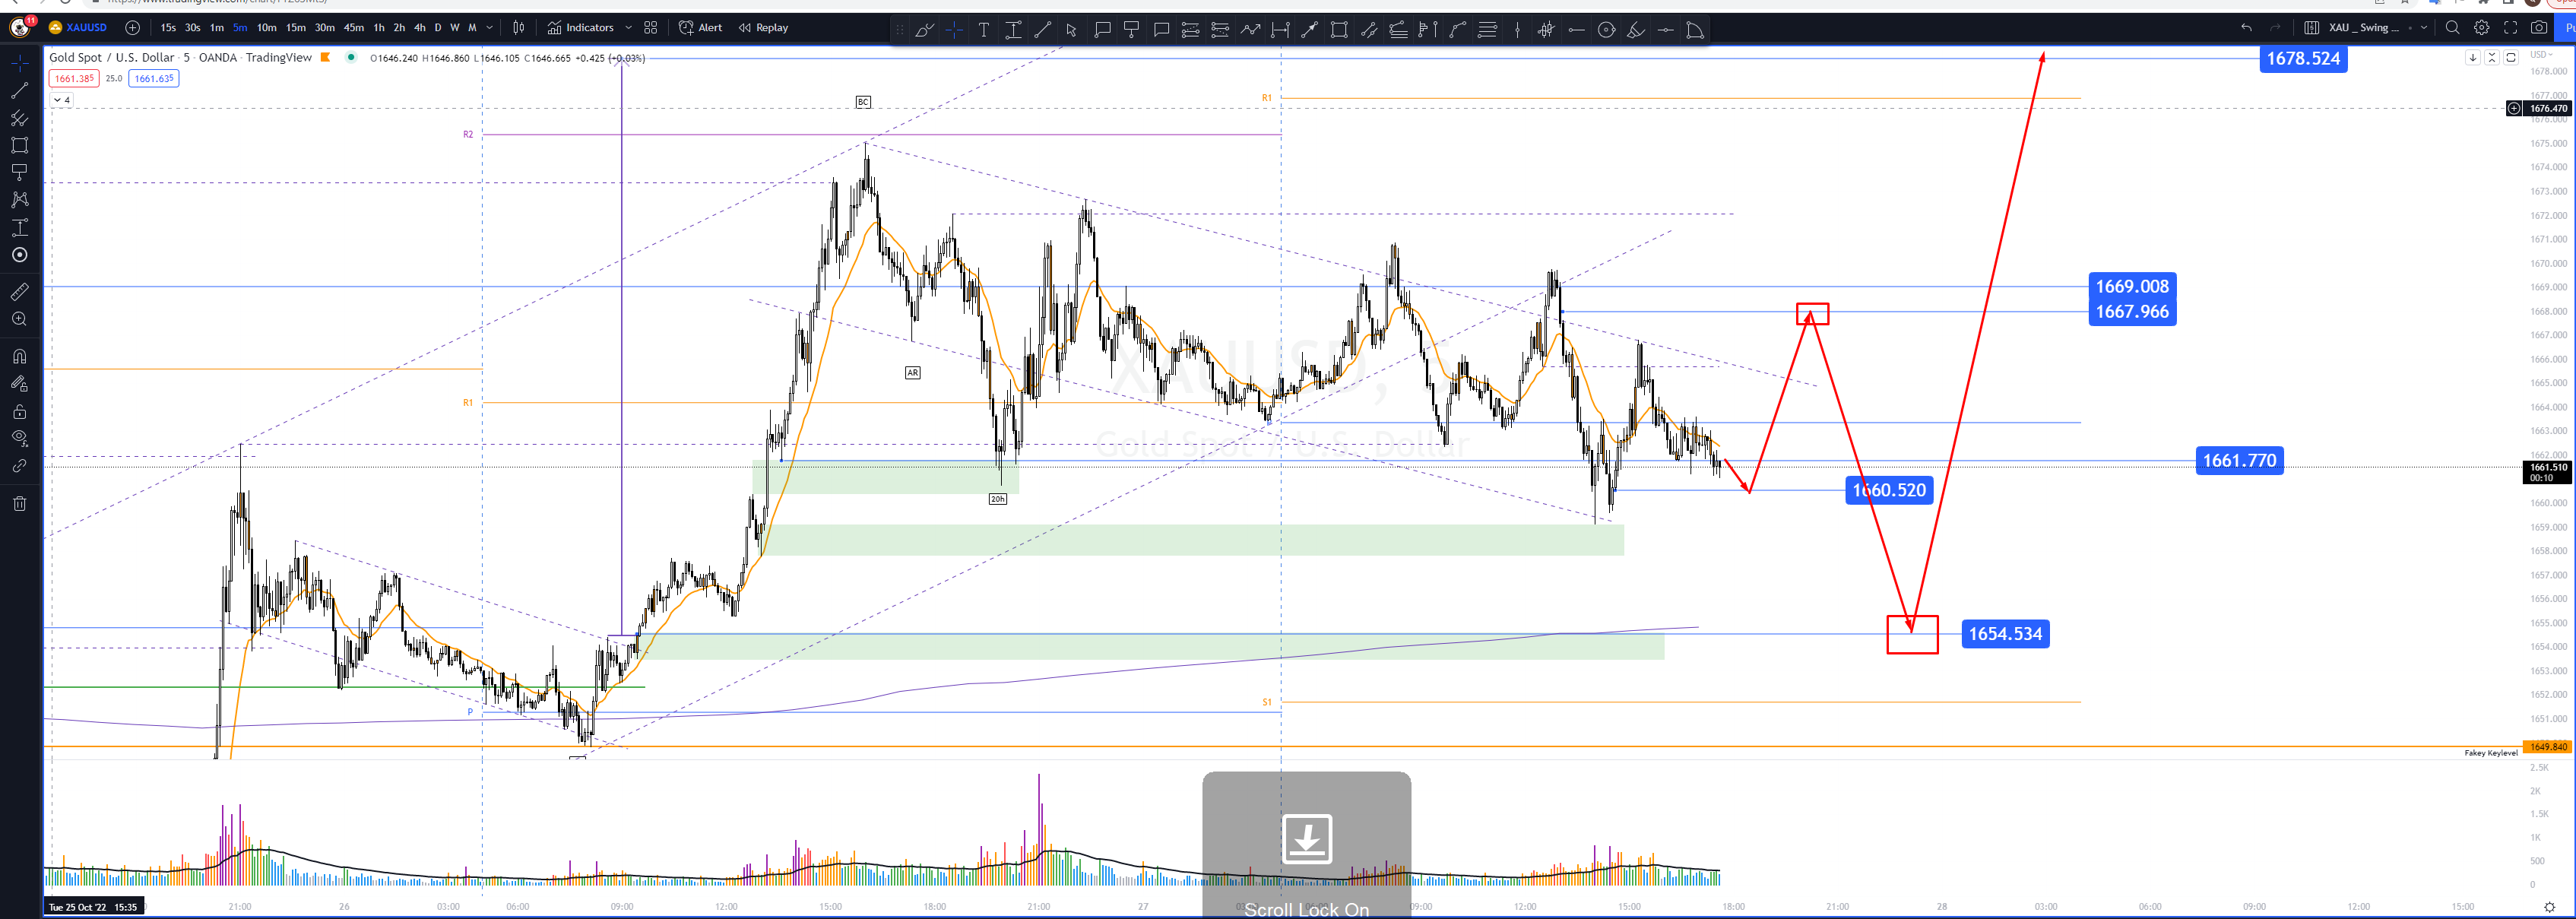 11
XAUUSD
15s 30s 1m 5m 10m 15m 30m 45m 1h 2h 4h D W M
Indicators
Alert
Replay
XAU _ Swing ...
Gold Spot / U.S. Dollar · 5 · OANDA · TradingView
O1646.240 H1646.860 L1646.105 C1646.665 +0.425 (+0.03%)
1661.385 25.0 1661.635
4
USD
1678.524
1678.000
1677.000
1676.470
1676.000
1675.000
1674.000
1673.000
1672.000
1671.000
1670.000
1669.000
1668.000
1667.000
1666.000
1665.000
1664.000
1663.000
1662.000
1661.510
00:10
1660.000
1659.000
1658.000
1657.000
1656.000
1655.000
1654.000
1653.000
1652.000
1651.000
1649.840
BC
R1
R2
1669.008
1667.966
XAUUSD, 5
Gold Spot / U.S. Dollar
AR
R1
1661.770
1660.520
20h
1654.534
S1
P
Fakey Keylevel
2.5K
2K
1.5K
1K
500
0
Scroll Lock On
Tue 25 Oct '22 15:35
21:00 26 03:00 06:00 09:00 12:00 15:00 18:00 21:00 27 09:00 12:00 15:00 18:00 21:00 28 03:00 06:00 09:00 12:00 15:00